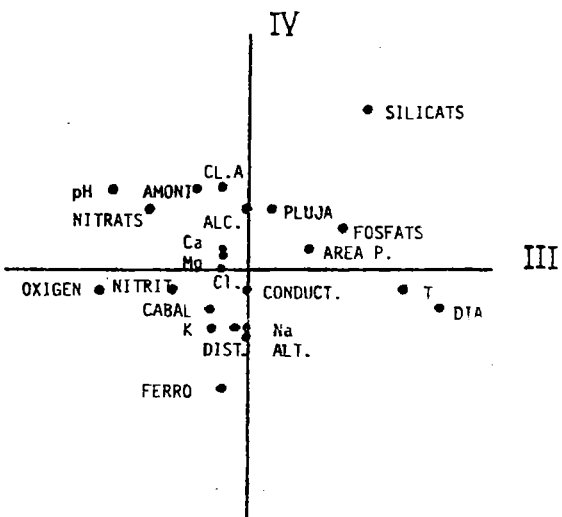 IV
SILICATS
CL.A
pH AMONI
NITRATS ALC. PLUJA
FOSFATS
Ca AREA P.
Mg III
OXIGEN NITRIT Cl. CONDUCT. T
CABAL DIA
K Na
DIST. ALT.
FERRO